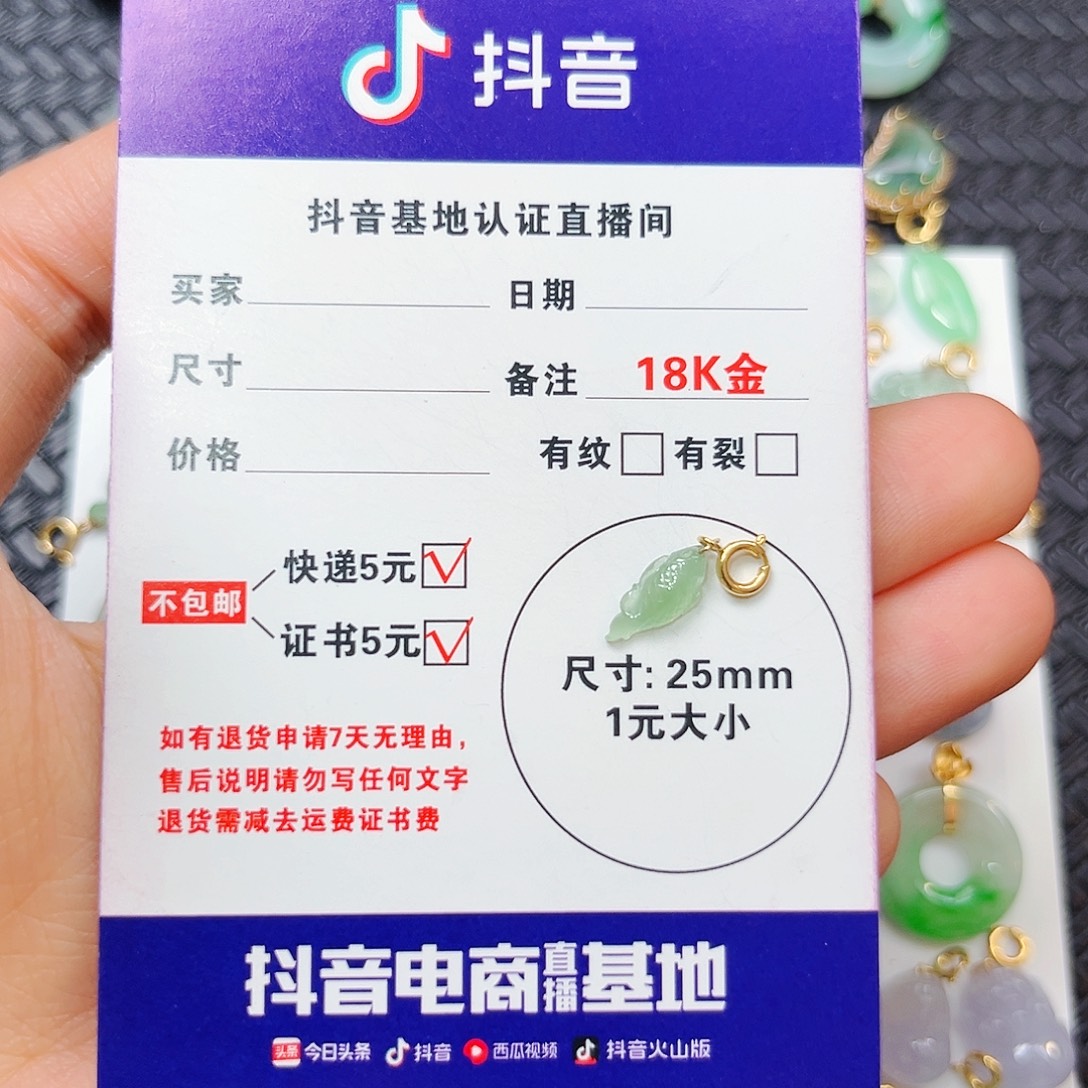 抖音
抖音基地认证直播间
买家 日期
尺寸 备注 18K金
价格 有纹 有裂
不包邮
快递5元
证书5元
尺寸: 25mm
1元大小
如有退货申请7天无理由,
售后说明请勿写任何文字
退货需减去运费证书费
抖音电商直播基地
头条 今日头条 抖音 西瓜视频 抖音火山版